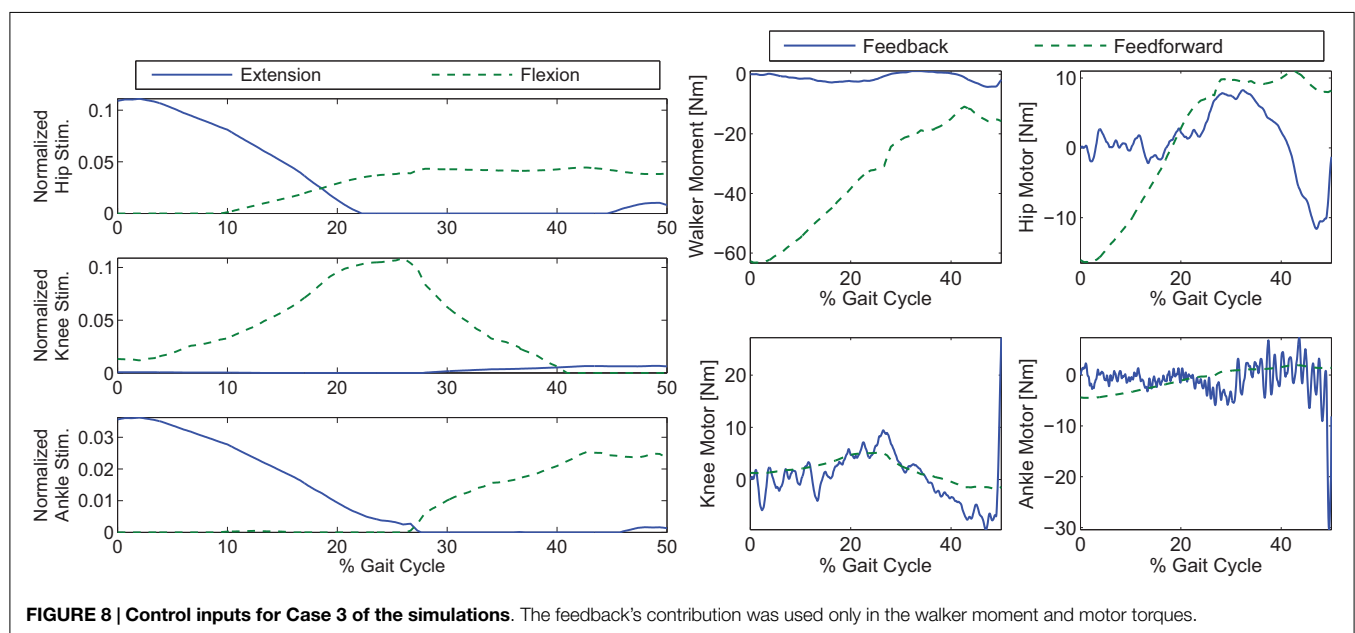 Extension Flexion
Normalized
Hip Stim.
0.1
0.05
0
0 10 20 30 40 50
Normalized
Knee Stim.
0.1
0.05
0
0 10 20 30 40 50
Normalized
Ankle Stim.
0.03
0.02
0.01
0
0 10 20 30 40 50
% Gait Cycle
Feedback Feedforward
Walker Moment [Nm]
0
−20
−40
−60
0 20 40
% Gait Cycle
Hip Motor [Nm]
10
0
−10
0 20 40
% Gait Cycle
Knee Motor [Nm]
20
10
0
0 20 40
% Gait Cycle
Ankle Motor [Nm]
0
−10
−20
−30
0 20 40
% Gait Cycle
FIGURE 8 | Control inputs for Case 3 of the simulations. The feedback's contribution was used only in the walker moment and motor torques.